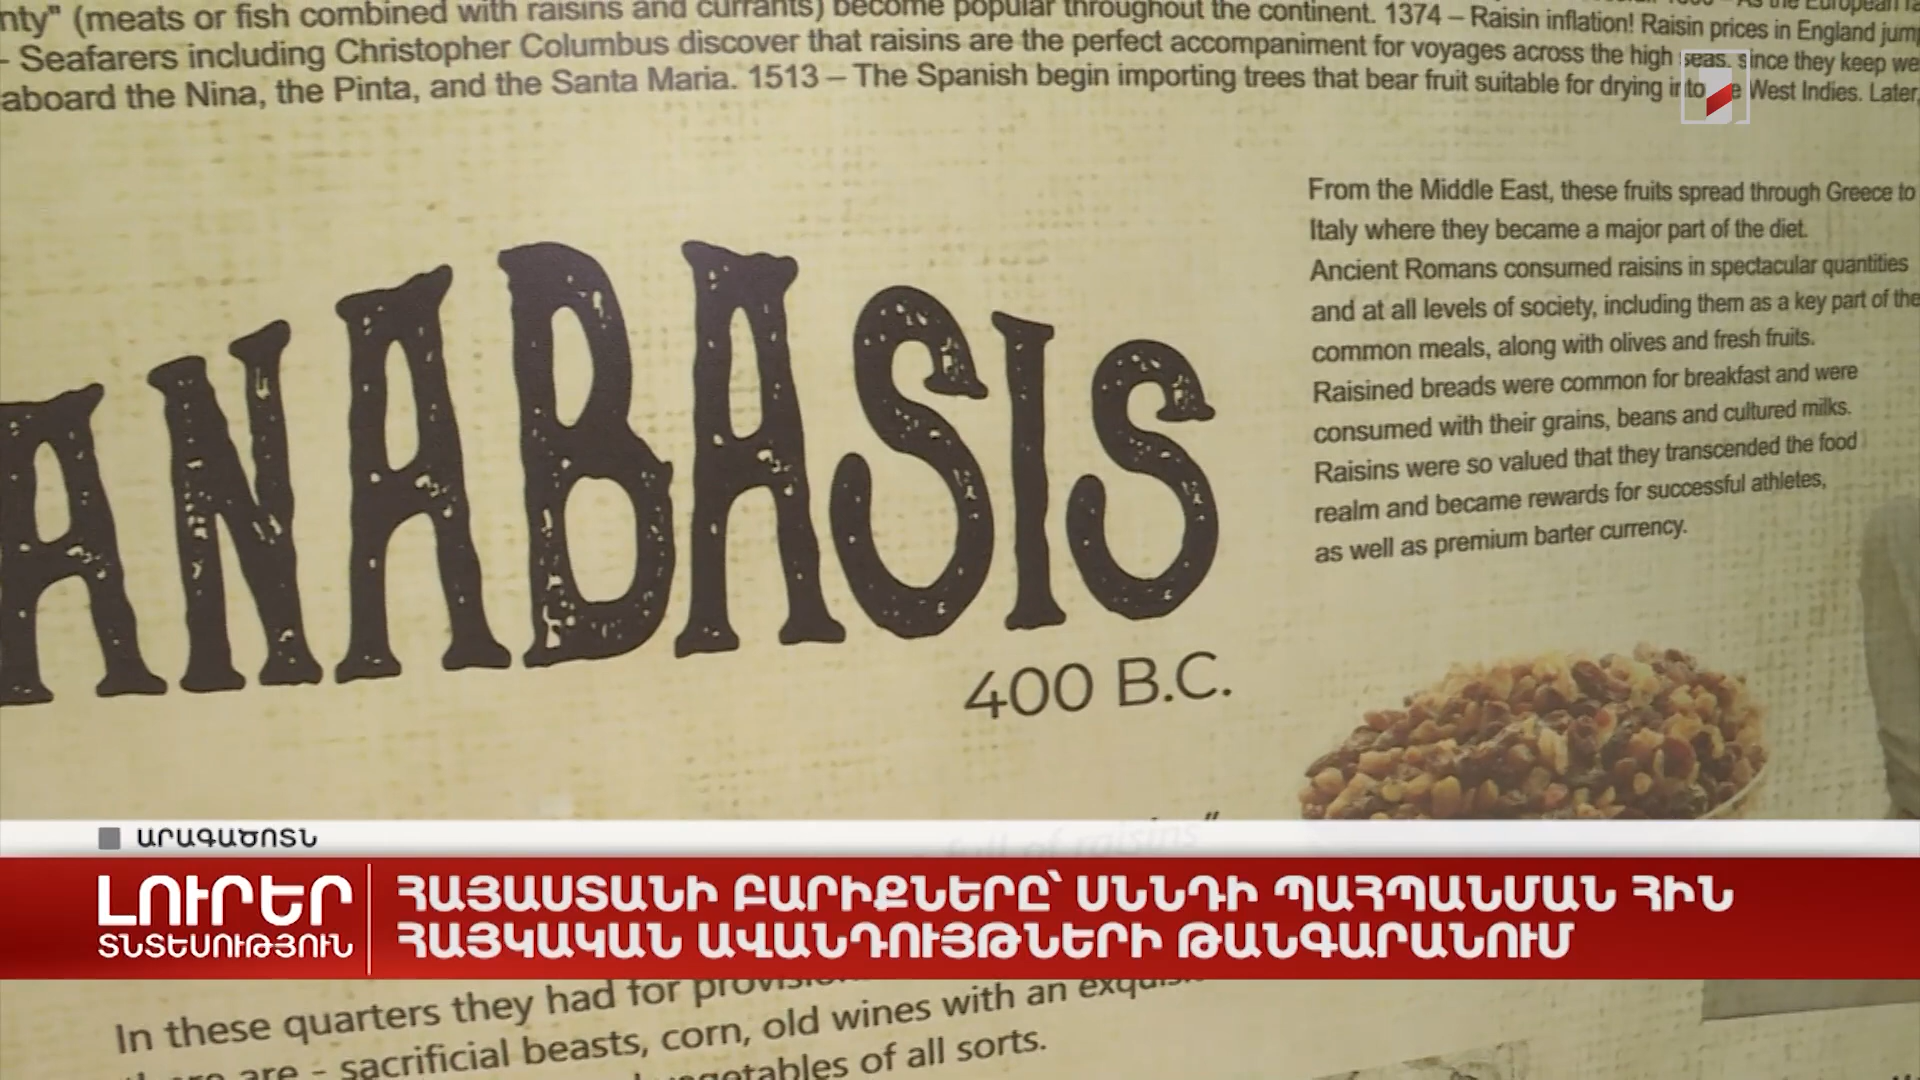 nty" (meats or fish combined with raisins and currants) become popular throughout the continent. 1374 – Raisin inflation! Raisin prices in England jump
- Seafarers including Christopher Columbus discover that raisins are the perfect accompaniment for voyages across the high seas. since they keep we
aboard the Nina, the Pinta, and the Santa Maria. 1513 – The Spanish begin importing trees that bear fruit suitable for drying into West Indies. Later,
ANABASIS
400 B.C.
From the Middle East, these fruits spread through Greece to
Italy where they became a major part of the diet.
Ancient Romans consumed raisins in spectacular quantities
and at all levels of society, including them as a key part of the
common meals, along with olives and fresh fruits.
Raisined breads were common for breakfast and were
consumed with their grains, beans and cultured milks.
Raisins were so valued that they transcended the food
realm and became rewards for successful athletes,
as well as premium barter currency.
of raisins"
ԱՐԱԳԱԾՈՏՆ
ԼՈՒՐԵՐ
ՏՆՏԵՍՈՒԹՅՈՒՆ
ՀԱՅԱՍՏԱՆԻ ԲԱՐԻՔՆԵՐԸ՝ ՍՆՆԴԻ ՊԱՀՊԱՆՄԱՆ ՀԻՆ
ՀԱՅԿԱԿԱՆ ԱՎԱՆԴՈՒՅԹՆԵՐԻ ԹԱՆԳԱՐԱՆՈՒՄ
In these quarters they had for
are - sacrificial beasts, corn, old wines with an
vegetables of all sorts.